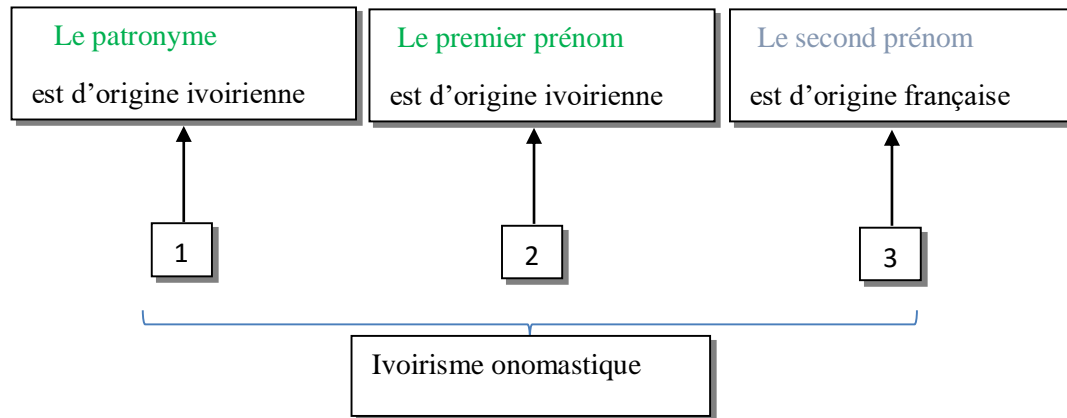 Le patronyme
est d’origine ivoirienne
Le premier prénom
est d’origine ivoirienne
Le second prénom
est d’origine française
1
2
3
Ivoirisme onomastique